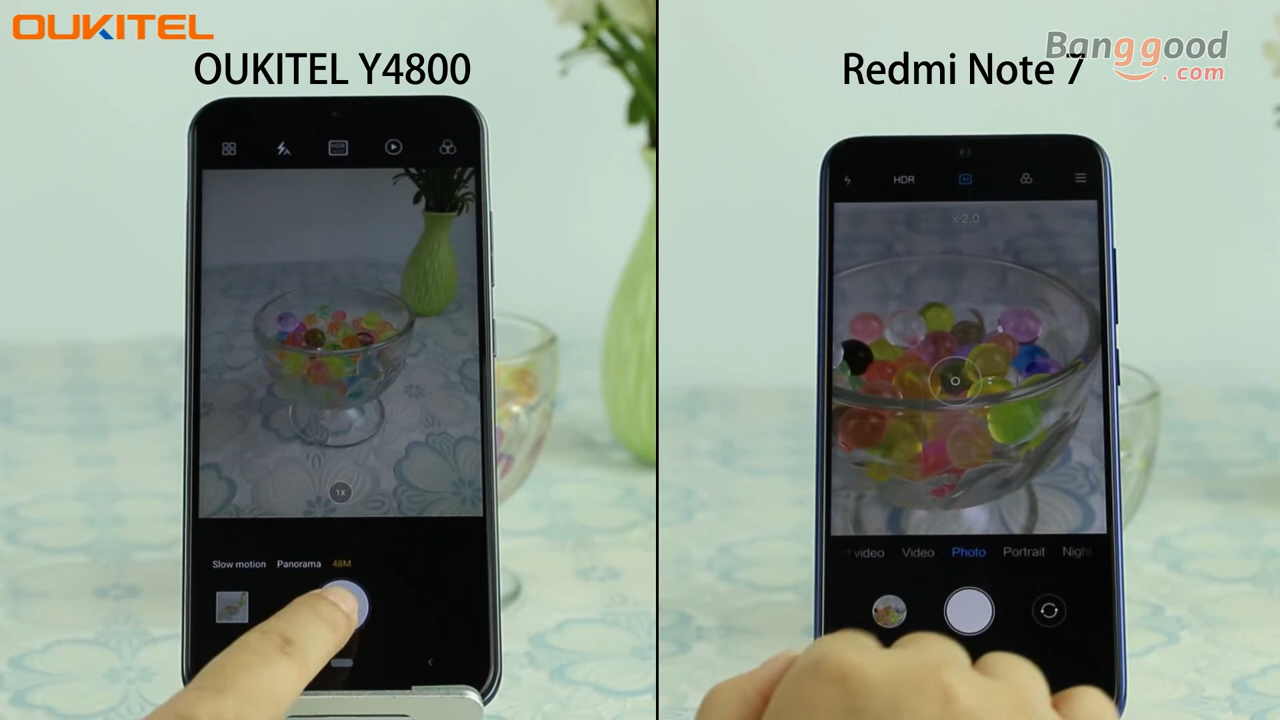 OUKITEL
OUKITEL Y4800
Redmi Note 7
Banggood
.com
HDR
x 2.0
1X
Slow motion Panorama 48M
video Video Photo Portrait Nigh